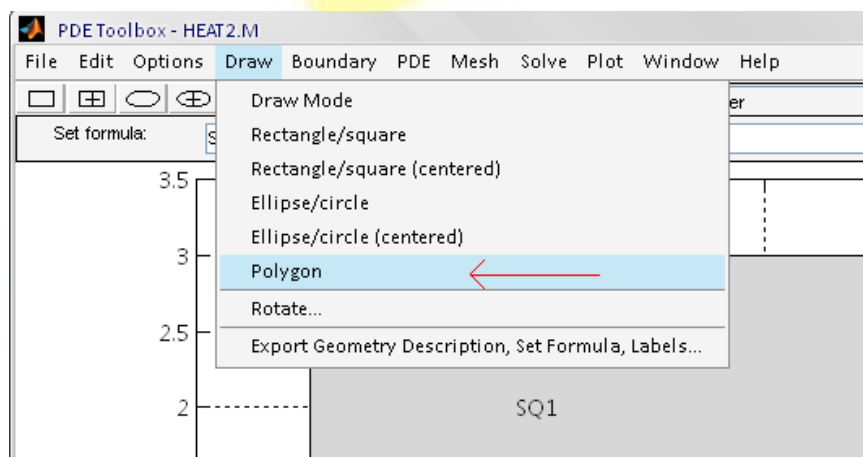 PDE Toolbox - HEAT2.M
File Edit Options Draw Boundary PDE Mesh Solve Plot Window Help
Draw Mode
er
Set formula: S
Rectangle/square
Rectangle/square (centered)
3.5
Ellipse/circle
Ellipse/circle (centered)
3
Polygon
Rotate...
2.5
Export Geometry Description, Set Formula, Labels...
2
SQ1